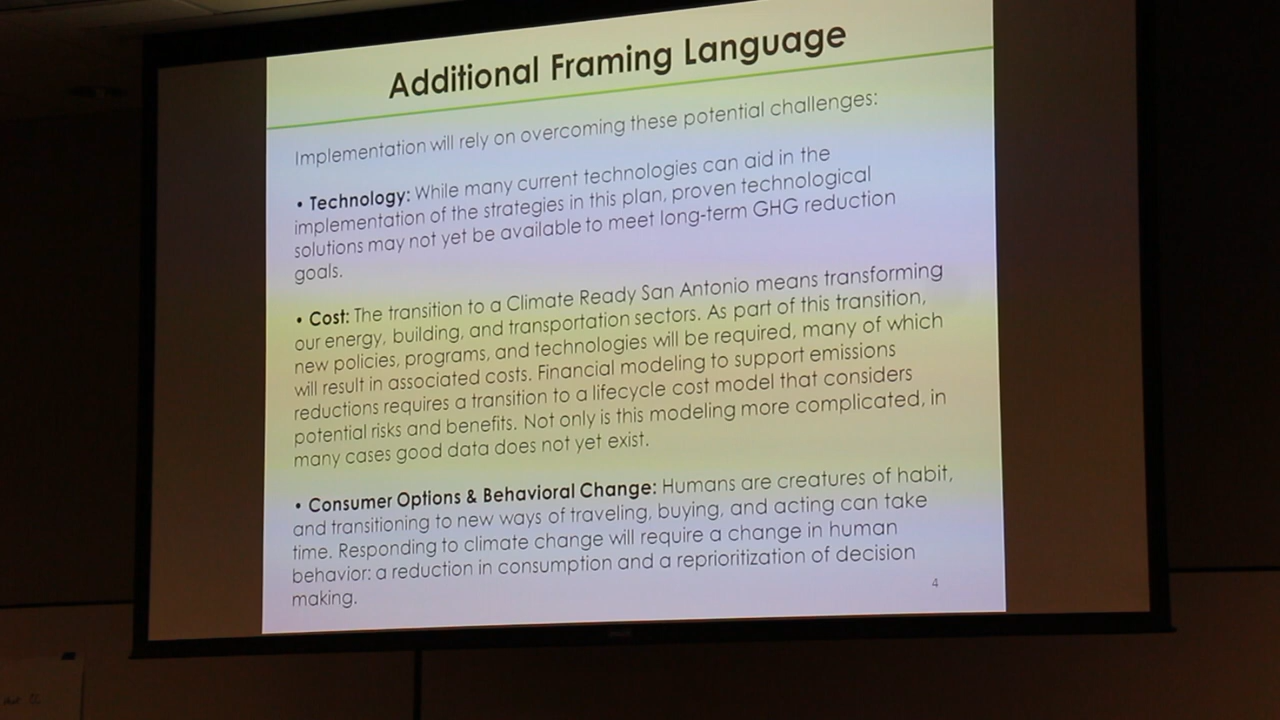 Additional Framing Language
Implementation will rely on overcoming these potential challenges:
• Technology: While many current technologies can aid in the
implementation of the strategies in this plan, proven technological
solutions may not yet be available to meet long-term GHG reduction
goals.
• Cost: The transition to a Climate Ready San Antonio means transforming
our energy, building, and transportation sectors. As part of this transition,
new policies, programs, and technologies will be required, many of which
will result in associated costs. Financial modeling to support emissions
reductions requires a transition to a lifecycle cost model that considers
potential risks and benefits. Not only is this modeling more complicated, in
many cases good data does not yet exist.
• Consumer Options & Behavioral Change: Humans are creatures of habit,
and transitioning to new ways of traveling, buying, and acting can take
time. Responding to climate change will require a change in human
behavior: a reduction in consumption and a reprioritization of decision
making.
4